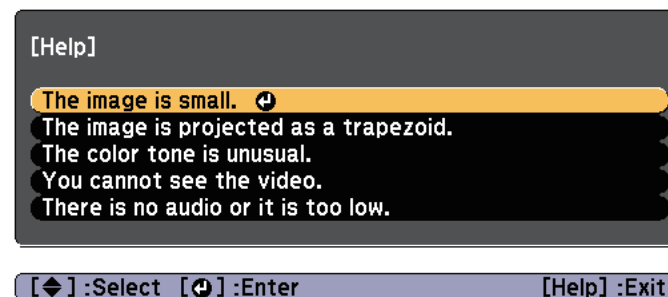 [Help]
The image is small.
The image is projected as a trapezoid.
The color tone is unusual.
You cannot see the video.
There is no audio or it is too low.
[◆] :Select [⏎] :Enter [Help] :Exit